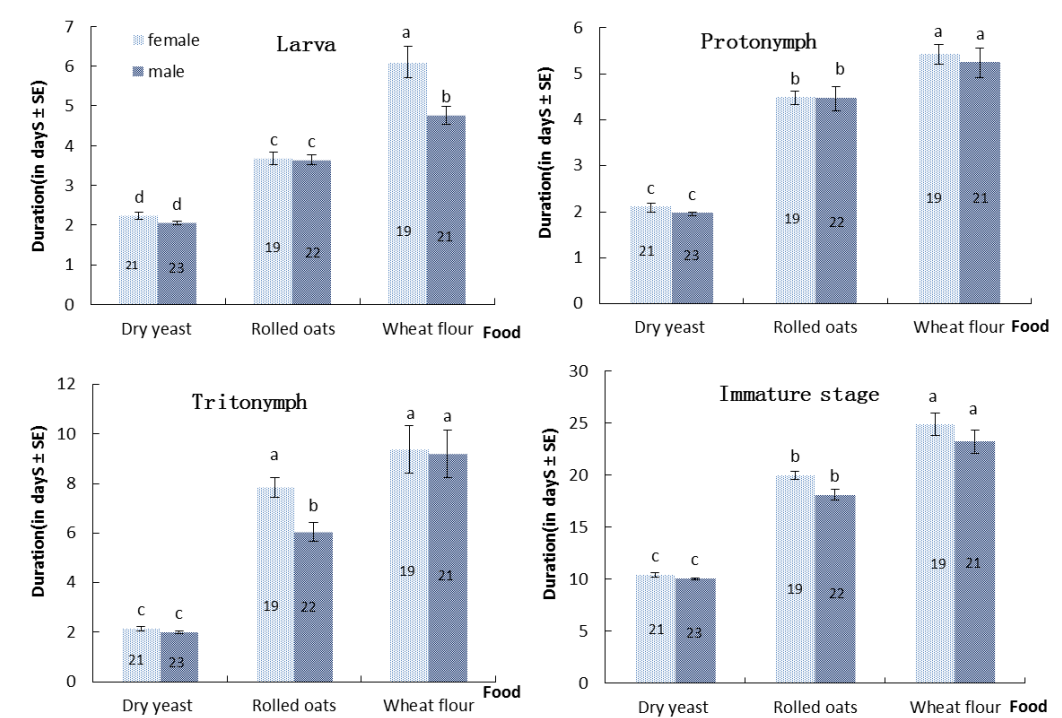 Larva
female
male
Duration(in dayS ± SE)
7
6
5
4
3
2
1
0
d
d
c
c
a
b
21
23
19
22
19
21
Dry yeast
Rolled oats
Wheat flour
Food
Protonymph
Duration(in dayS ± SE)
6
5
4
3
2
1
0
c
c
b
b
a
a
21
23
19
22
19
21
Dry yeast
Rolled oats
Wheat flour
Food
Tritonymph
Duration(in dayS ± SE)
12
10
8
6
4
2
0
c
c
a
b
a
a
21
23
19
22
19
21
Dry yeast
Rolled oats
Wheat flour
Food
Immature stage
Duration(in dayS ± SE)
30
25
20
15
10
5
0
c
c
b
b
a
a
21
23
19
22
19
21
Dry yeast
Rolled oats
Wheat flour
Food